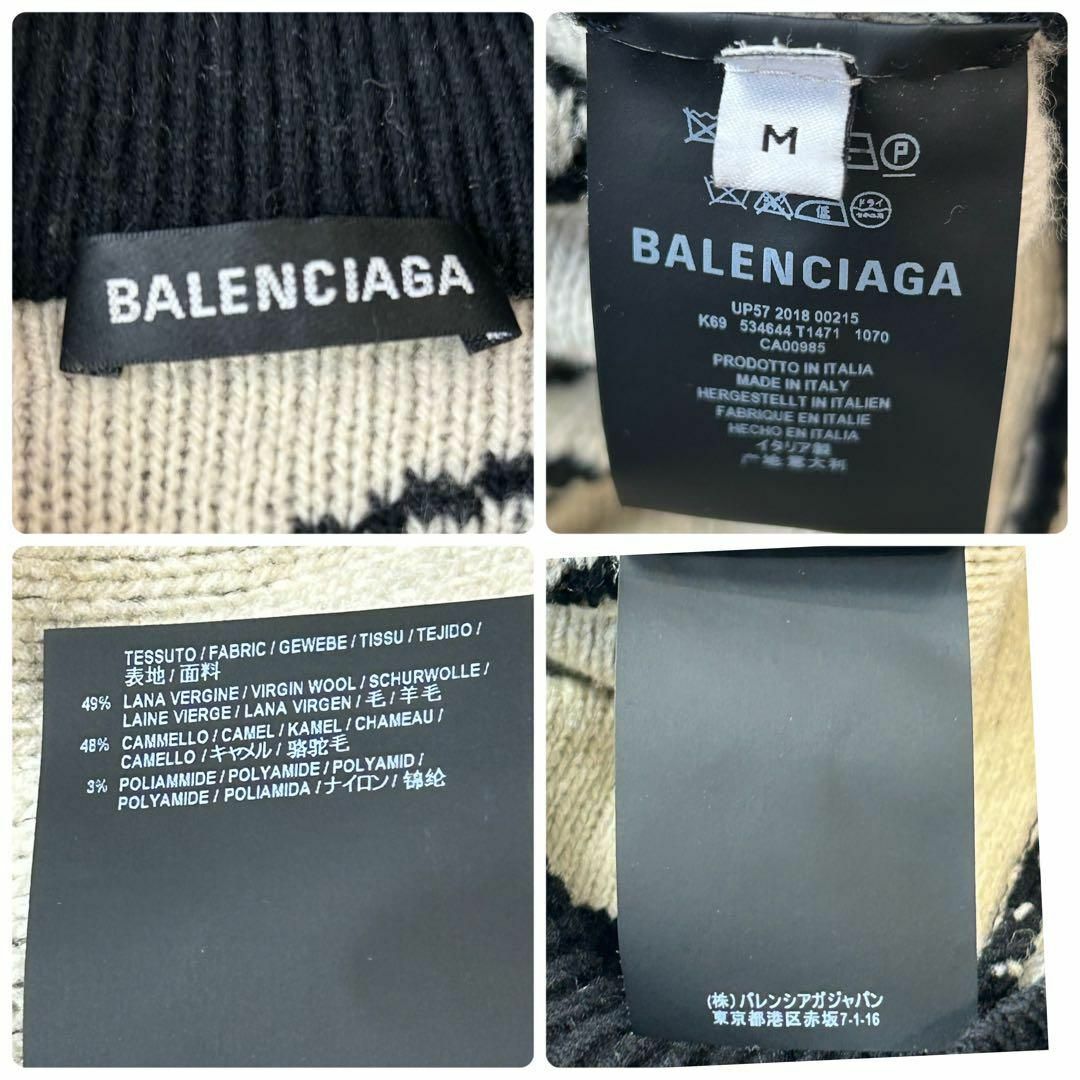 BALENCIAGA
M
P
低
ドライ
BALENCIAGA
UP57 2018 00215
K69 534644 T1471 1070
CA00985
PRODOTTO IN ITALIA
MADE IN ITALY
HERGESTELLT IN ITALIEN
FABRIQUE EN ITALIE
HECHO EN ITALIA
イタリア製
产地意大利
TESSUTO / FABRIC / GEWEBE / TISSU / TEJIDO /
表地 / 面料
49% LANA VERGINE / VIRGIN WOOL / SCHURWOLLE /
LAINE VIERGE / LANA VIRGEN / 毛 / 羊毛
48% CAMMELLO / CAMEL / KAMEL / CHAMEAU /
CAMELLO / キャメル / 骆驼毛
3% POLIAMMIDE / POLYAMIDE / POLYAMID /
POLYAMIDE / POLIAMIDA / ナイロン / 锦纶
(株) バレンシアガジャパン
東京都港区赤坂7-1-16